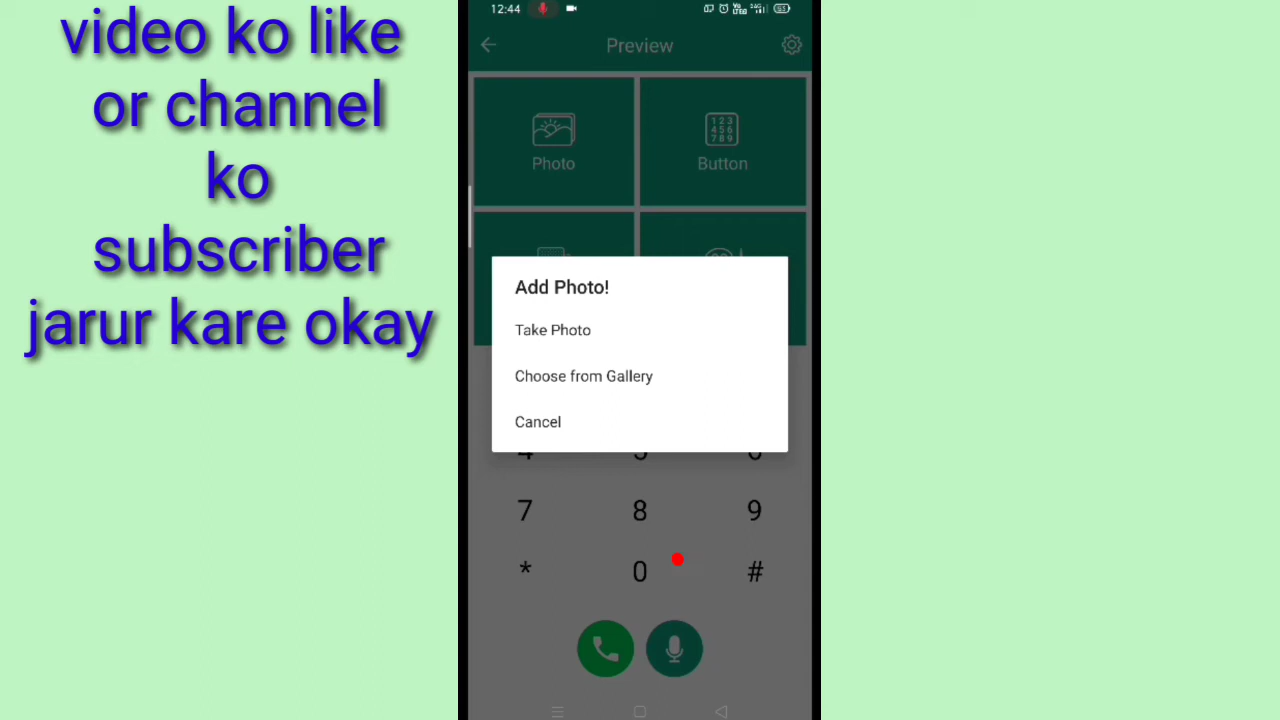 video ko like
or channel
ko
subscriber
jarur kare okay
12:44
Preview
Photo
Button
Add Photo!
Take Photo
Choose from Gallery
Cancel
7 8 9
* 0 #